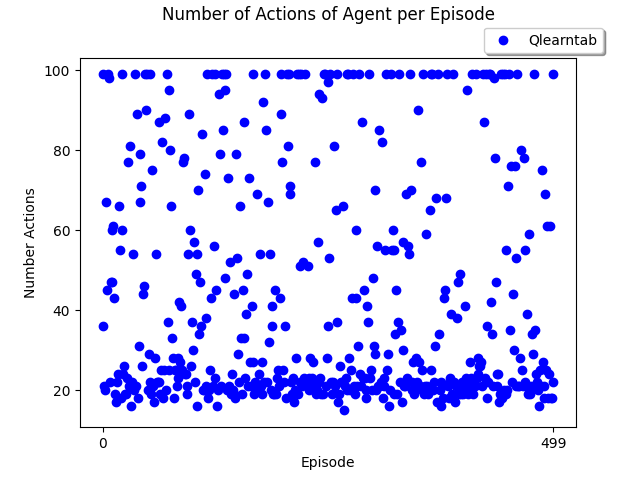 Number of Actions of Agent per Episode
Qlearntab
100
80
60
40
20
Number Actions
0
499
Episode